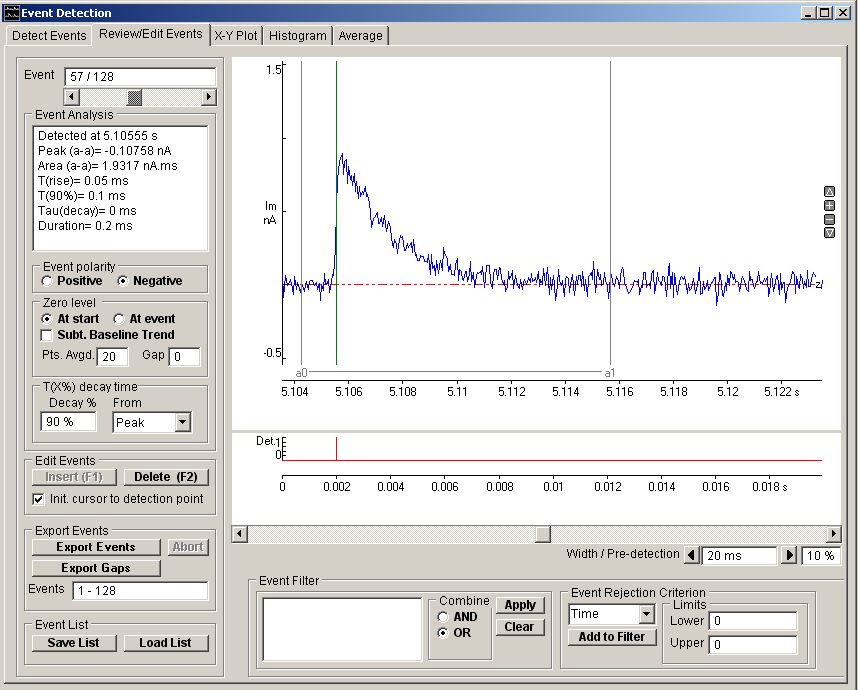 Event Detection
Detect Events
Review/Edit Events
X-Y Plot
Histogram
Average
Event
57 / 128
Event Analysis
Detected at 5.10555 s
Peak (a-a)= -0.10758 nA
Area (a-a)= 1.9317 nA.ms
T(rise)= 0.05 ms
T(90%)= 0.1 ms
Tau(decay)= 0 ms
Duration= 0.2 ms
Event polarity
Positive
Negative
Zero level
At start
At event
Subt. Baseline Trend
Pts. Avgd. 20 Gap 0
T(X%) decay time
Decay % From
90 % Peak
Edit Events
Insert (F1)
Delete (F2)
Init. cursor to detection point
Export Events
Export Events
Abort
Export Gaps
Events 1 - 128
Event List
Save List
Load List
1.5
Im
nA
-0.5
a0
a1
z
5.104 5.106 5.108 5.11 5.112 5.114 5.116 5.118 5.12 5.122 s
Det.1
0
0 0.002 0.004 0.006 0.008 0.01 0.012 0.014 0.016 0.018 s
Width / Pre-detection 20 ms 10 %
Event Filter
Combine
AND
OR
Apply
Clear
Event Rejection Criterion
Time
Add to Filter
Limits
Lower 0
Upper 0